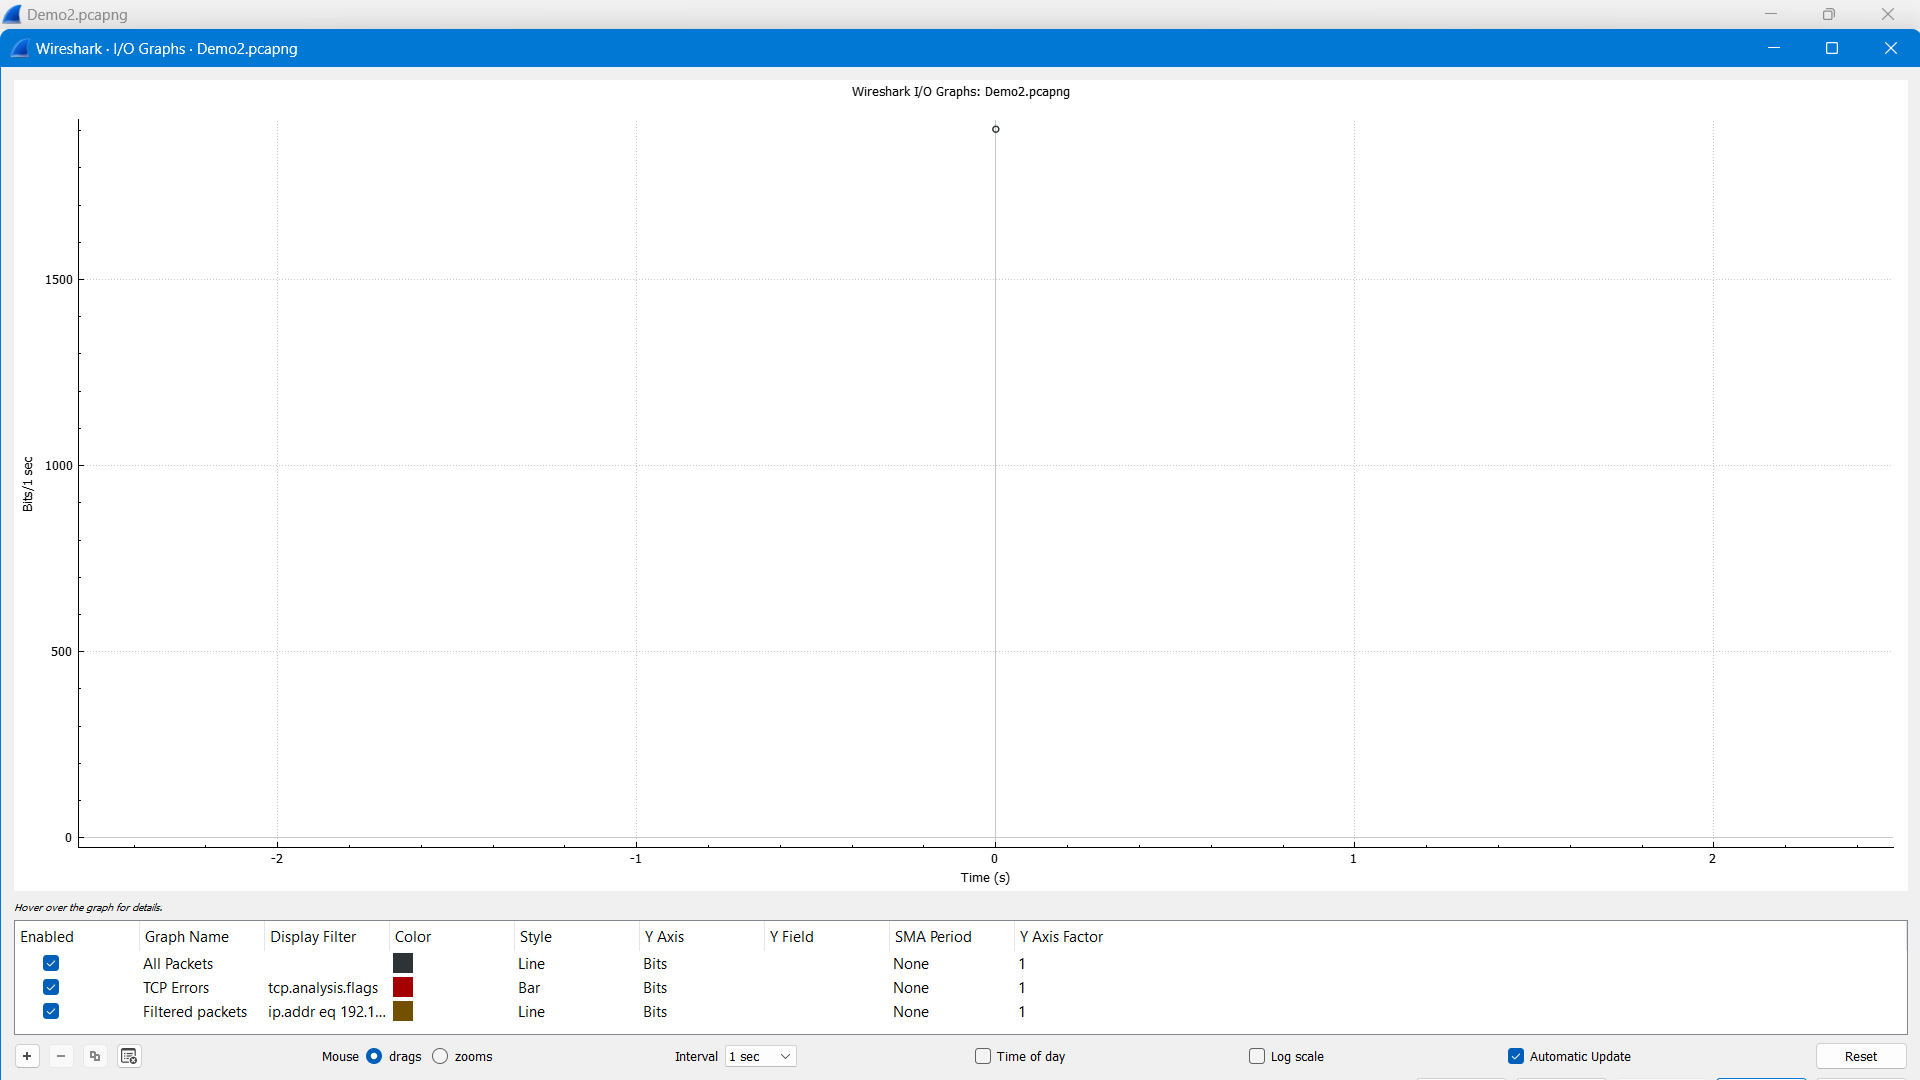 Demo2.pcapng
Wireshark · I/O Graphs · Demo2.pcapng
Wireshark I/O Graphs: Demo2.pcapng
1500
1000
500
0
Bits/1 sec
-2 -1 0 1 2
Time (s)
Hover over the graph for details.
Enabled Graph Name Display Filter Color Style Y Axis Y Field SMA Period Y Axis Factor
All Packets Line Bits None 1
TCP Errors tcp.analysis.flags Bar Bits None 1
Filtered packets ip.addr eq 192.1... Line Bits None 1
Mouse drags zooms Interval 1 sec Time of day Log scale Automatic Update Reset